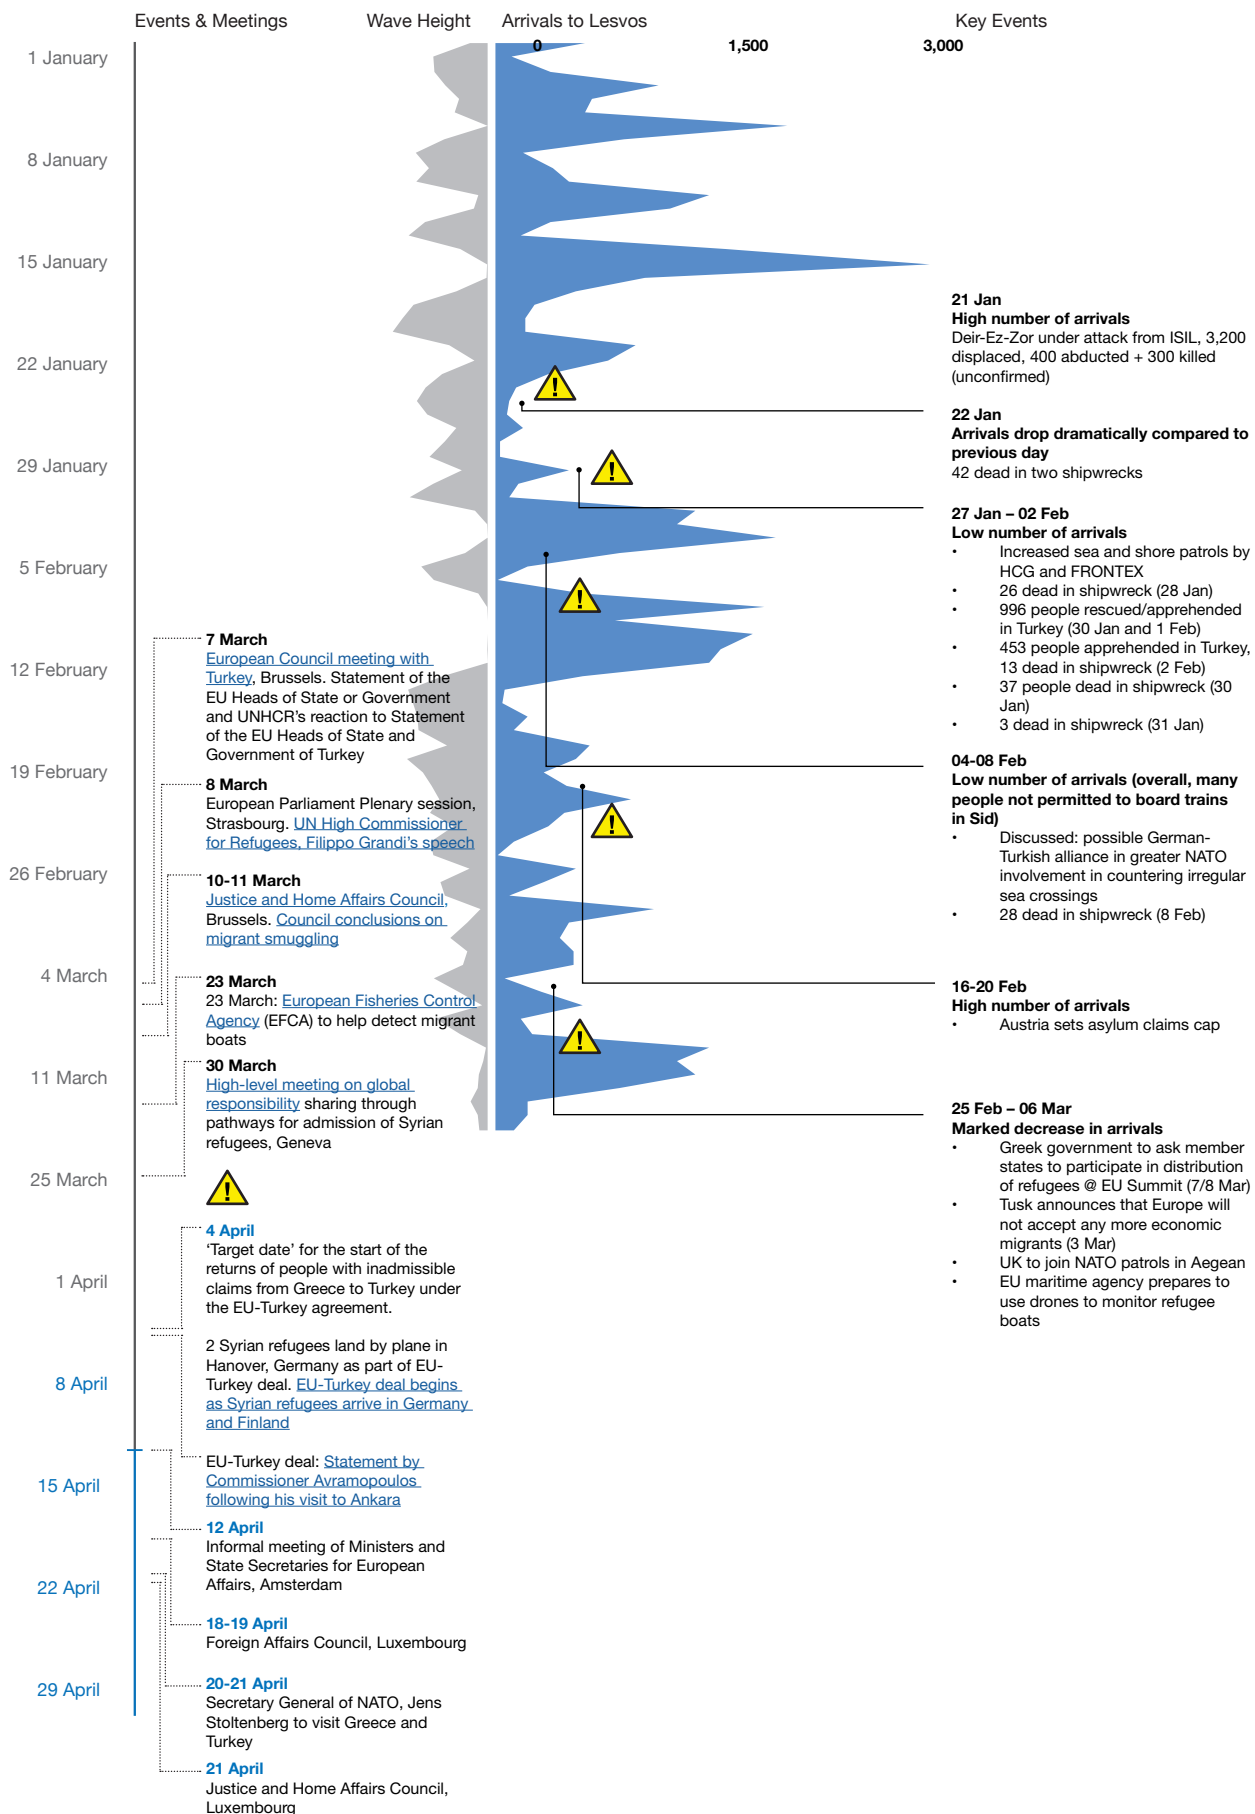 Events & Meetings
Wave Height
Arrivals to Lesvos
Key Events
0
1,500
3,000
1 January
8 January
15 January
22 January
29 January
5 February
12 February
19 February
26 February
4 March
11 March
25 March
1 April
8 April
15 April
22 April
29 April
7 March
European Council meeting with
Turkey, Brussels. Statement of the
EU Heads of State or Government
and UNHCR's reaction to Statement
of the EU Heads of State and
Government of Turkey
8 March
European Parliament Plenary session,
Strasbourg. UN High Commissioner
for Refugees, Filippo Grandi's speech
10-11 March
Justice and Home Affairs Council,
Brussels. Council conclusions on
migrant smuggling
23 March
23 March: European Fisheries Control
Agency (EFCA) to help detect migrant
boats
30 March
High-level meeting on global
responsibility sharing through
pathways for admission of Syrian
refugees, Geneva
!
4 April
'Target date' for the start of the
returns of people with inadmissible
claims from Greece to Turkey under
the EU-Turkey agreement.
2 Syrian refugees land by plane in
Hanover, Germany as part of EU-
Turkey deal. EU-Turkey deal begins
as Syrian refugees arrive in Germany
and Finland
EU-Turkey deal: Statement by
Commissioner Avramopoulos
following his visit to Ankara
12 April
Informal meeting of Ministers and
State Secretaries for European
Affairs, Amsterdam
18-19 April
Foreign Affairs Council, Luxembourg
20-21 April
Secretary General of NATO, Jens
Stoltenberg to visit Greece and
Turkey
21 April
Justice and Home Affairs Council,
Luxembourg
!
!
!
!
!
21 Jan
High number of arrivals
Deir-Ez-Zor under attack from ISIL, 3,200
displaced, 400 abducted + 300 killed
(unconfirmed)
22 Jan
Arrivals drop dramatically compared to
previous day
42 dead in two shipwrecks
27 Jan – 02 Feb
Low number of arrivals
• Increased sea and shore patrols by
HCG and FRONTEX
• 26 dead in shipwreck (28 Jan)
• 996 people rescued/apprehended
in Turkey (30 Jan and 1 Feb)
• 453 people apprehended in Turkey,
13 dead in shipwreck (2 Feb)
• 37 people dead in shipwreck (30
Jan)
• 3 dead in shipwreck (31 Jan)
04-08 Feb
Low number of arrivals (overall, many
people not permitted to board trains
in Sid)
• Discussed: possible German-
Turkish alliance in greater NATO
involvement in countering irregular
sea crossings
• 28 dead in shipwreck (8 Feb)
16-20 Feb
High number of arrivals
• Austria sets asylum claims cap
25 Feb – 06 Mar
Marked decrease in arrivals
• Greek government to ask member
states to participate in distribution
of refugees @ EU Summit (7/8 Mar)
• Tusk announces that Europe will
not accept any more economic
migrants (3 Mar)
• UK to join NATO patrols in Aegean
• EU maritime agency prepares to
use drones to monitor refugee
boats